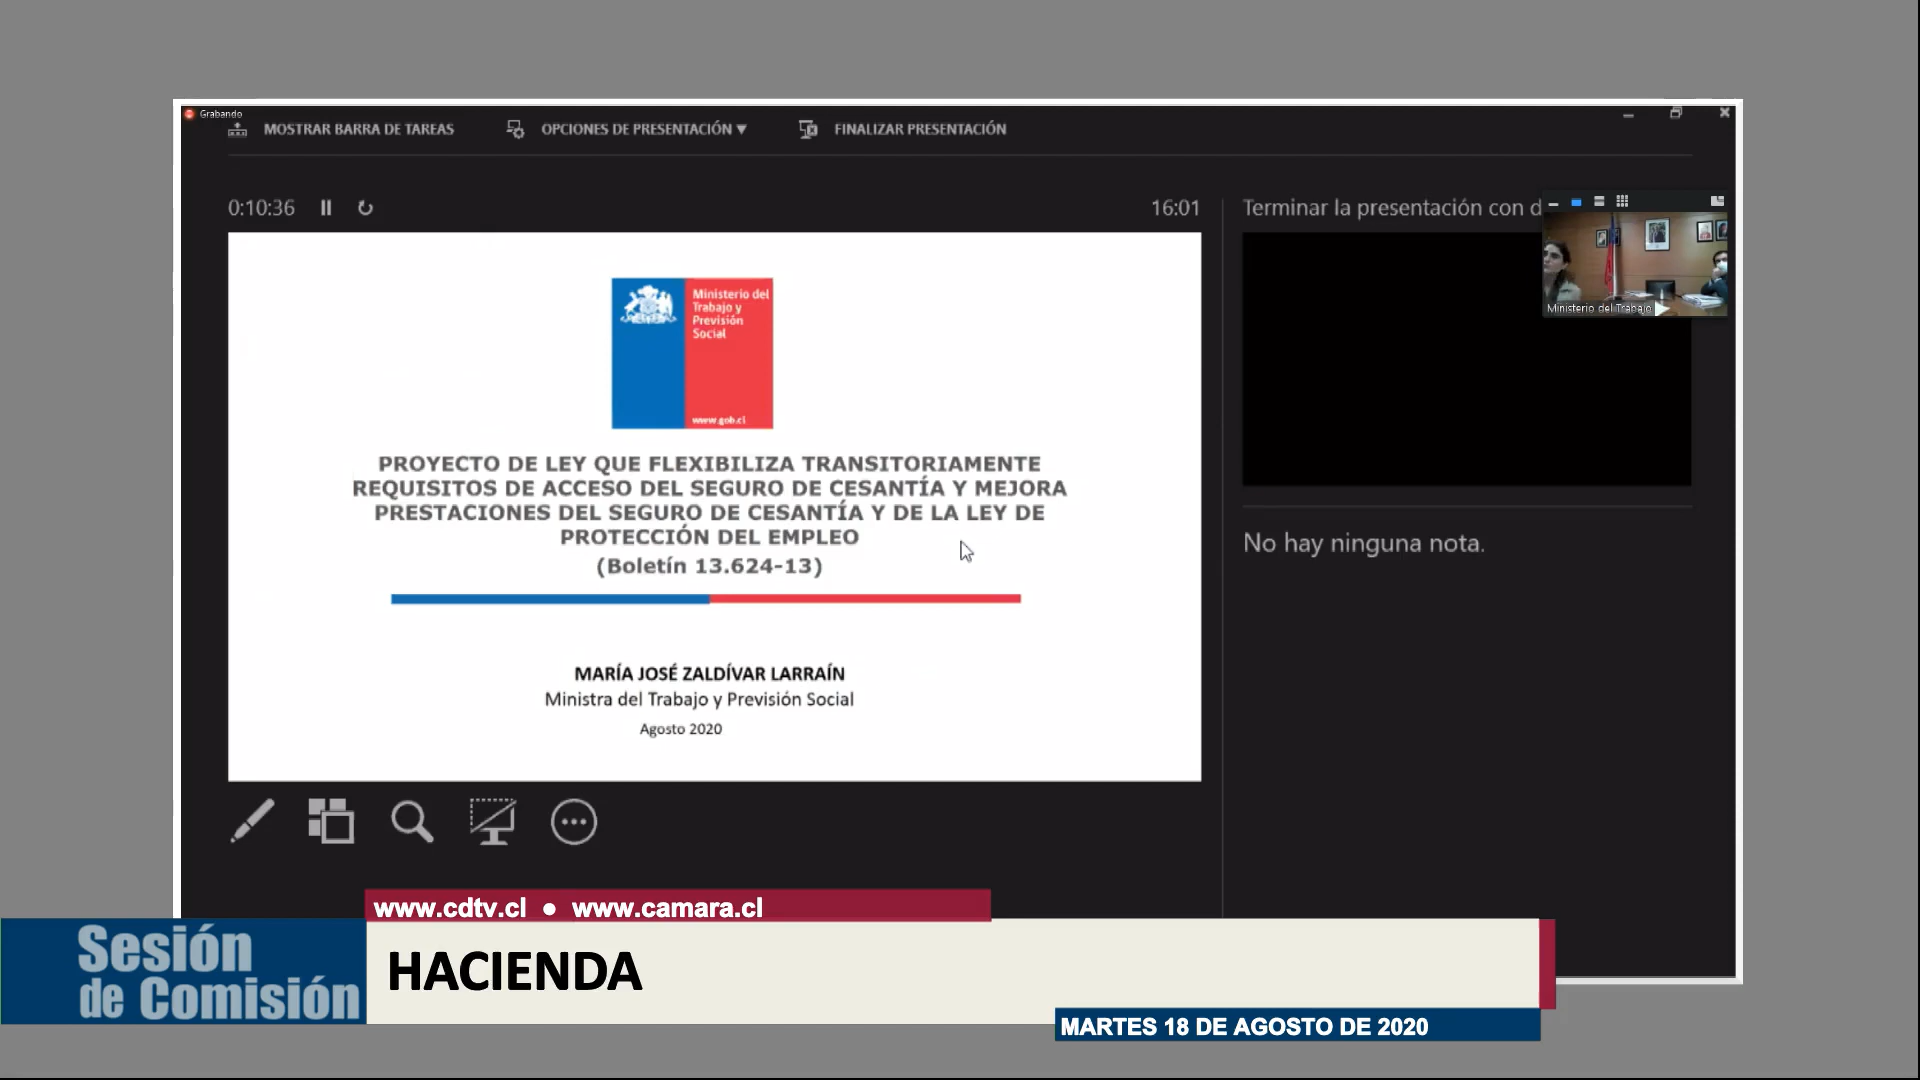 Grabando
MOSTRAR BARRA DE TAREAS
OPCIONES DE PRESENTACIÓN ▼
FINALIZAR PRESENTACIÓN
0:10:36
16:01
Terminar la presentación con d
Ministerio del Trabajo
Ministerio del
Trabajo y
Previsión
Social
www.gob.cl
PROYECTO DE LEY QUE FLEXIBILIZA TRANSITORIAMENTE
REQUISITOS DE ACCESO DEL SEGURO DE CESANTÍA Y MEJORA
PRESTACIONES DEL SEGURO DE CESANTÍA Y DE LA LEY DE
PROTECCIÓN DEL EMPLEO
(Boletín 13.624-13)
MARÍA JOSÉ ZALDÍVAR LARRAÍN
Ministra del Trabajo y Previsión Social
Agosto 2020
No hay ninguna nota.
www.cdtv.cl ● www.camara.cl
Sesión
de Comisión
HACIENDA
MARTES 18 DE AGOSTO DE 2020